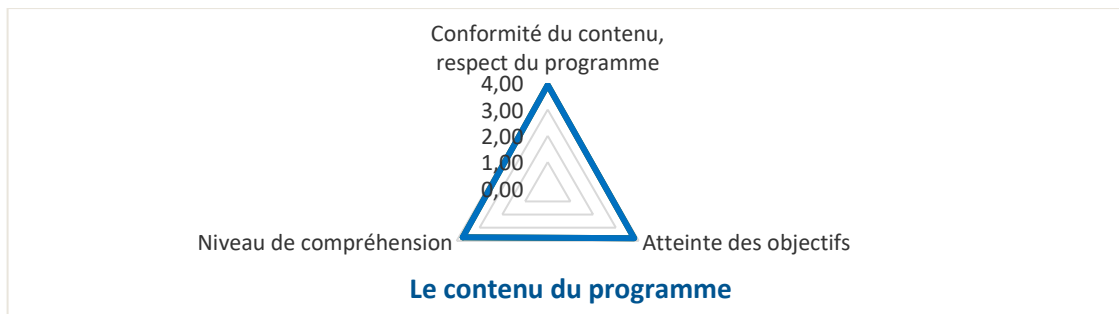 Conformité du contenu,
respect du programme
4,00
3,00
2,00
1,00
0,00
Niveau de compréhension
Atteinte des objectifs
Le contenu du programme